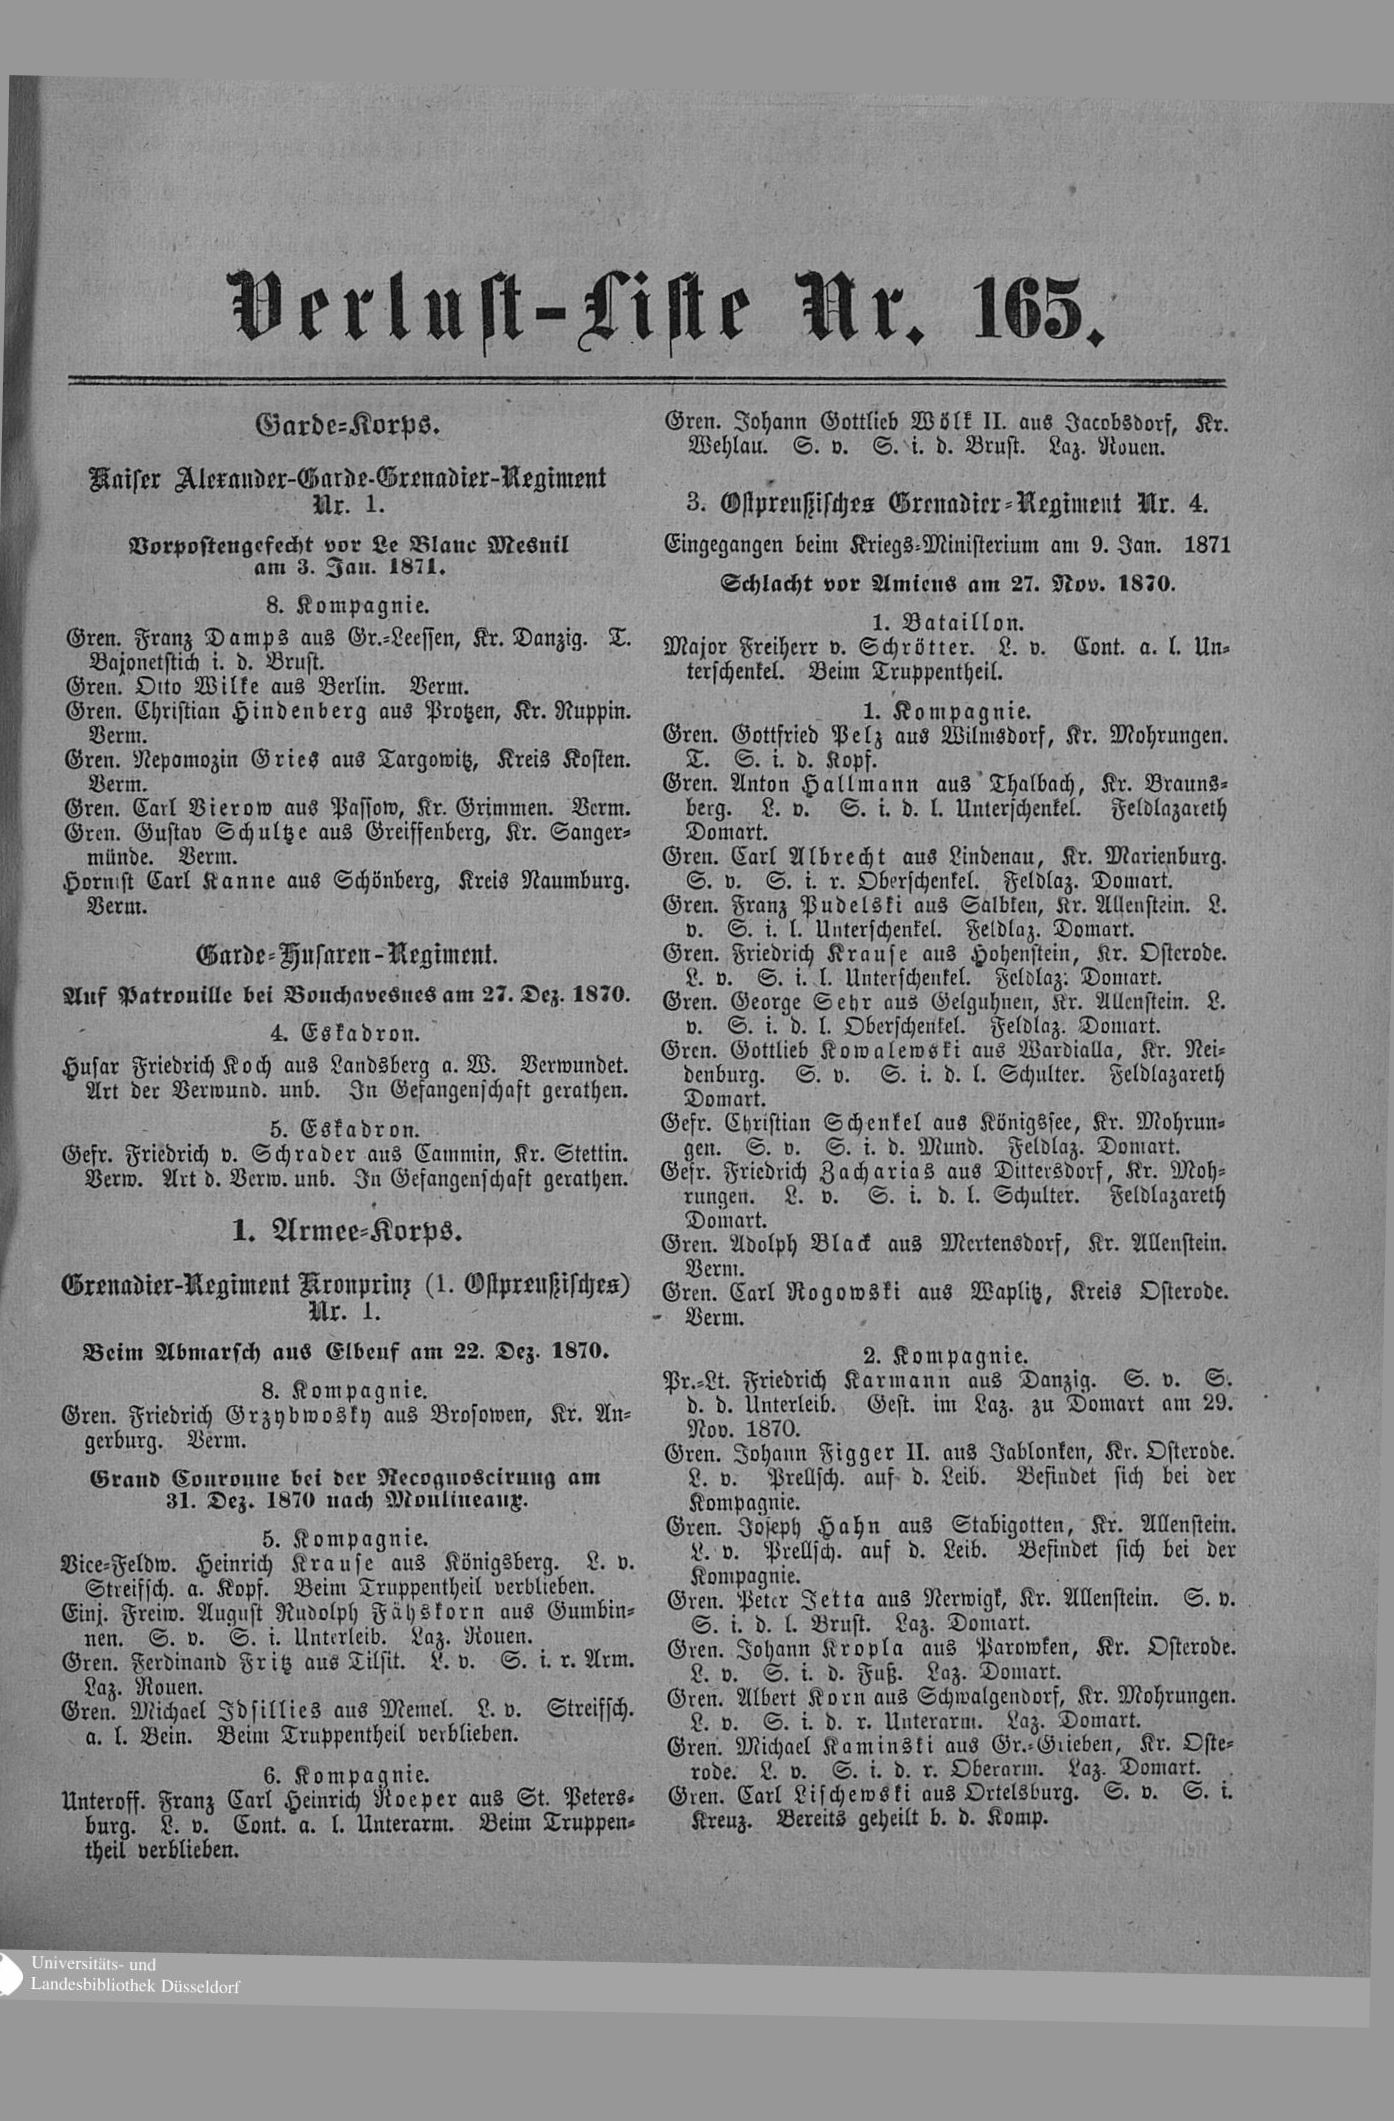 Verlust-Liste Nr. 165.
Garde-Korps.
Kaiser Alexander-Garde-Grenadier-Regiment
Nr. 1.
Vorpostengefecht vor Le Blanc Mesnil
am 3. Jan. 1871.
8. Kompagnie.
Gren. Franz Damps aus Gr.-Leessen, Kr. Danzig. T.
Bajonetstich i. d. Brust.
Gren. Otto Wilke aus Berlin. Verm.
Gren. Christian Hindenberg aus Protzen, Kr. Ruppin.
Verm.
Gren. Nepomozin Gries aus Targowitz, Kreis Kosten.
Verm.
Gren. Carl Vierow aus Passow, Kr. Grimmen. Verm.
Gren. Gustav Schultze aus Greiffenberg, Kr. Sanger-
münde. Verm.
Hornist Carl Kanne aus Schönberg, Kreis Naumburg.
Verm.
Garde-Husaren-Regiment.
Auf Patrouille bei Bouchavesnes am 27. Dez. 1870.
4. Eskadron.
Husar Friedrich Koch aus Landsberg a. W. Verwundet.
Art der Verwund. unb. In Gefangenschaft gerathen.
5. Eskadron.
Gefr. Friedrich v. Schrader aus Cammin, Kr. Stettin.
Verw. Art d. Verw. unb. In Gefangenschaft gerathen.
1. Armee-Korps.
Grenadier-Regiment Kronprinz (1. Ostpreußisches)
Nr. 1.
Beim Abmarsch aus Elbeuf am 22. Dez. 1870.
8. Kompagnie.
Gren. Friedrich Grzybwosky aus Brosowen, Kr. An-
gerburg. Verm.
Grand Couronne bei der Recognoscirung am
31. Dez. 1870 nach Moulineaux.
5. Kompagnie.
Vice-Feldw. Heinrich Krause aus Königsberg. L. v.
Streifsch. a. Kopf. Beim Truppentheil verblieben.
Einj. Freiw. August Rudolph Fähskorn aus Gumbin-
nen. S. v. S. i. Unterleib. Laz. Rouen.
Gren. Ferdinand Fritz aus Tilsit. L. v. S. i. r. Arm.
Laz. Rouen.
Gren. Michael Idsillies aus Memel. L. v. Streifsch.
a. l. Bein. Beim Truppentheil verblieben.
6. Kompagnie.
Unteroff. Franz Carl Heinrich Roeper aus St. Peters-
burg. L. v. Cont. a. l. Unterarm. Beim Truppen-
theil verblieben.
Gren. Johann Gottlieb Wölk II. aus Jacobsdorf, Kr.
Wehlau. S. v. S. i. d. Brust. Laz. Rouen.
3. Ostpreußisches Grenadier-Regiment Nr. 4.
Eingegangen beim Kriegs-Ministerium am 9. Jan. 1871
Schlacht vor Amiens am 27. Nov. 1870.
1. Bataillon.
Major Freiherr v. Schrötter. L. v. Cont. a. l. Un-
terschenkel. Beim Truppentheil.
1. Kompagnie.
Gren. Gottfried Pelz aus Wilmsdorf, Kr. Mohrungen.
T. S. i. d. Kopf.
Gren. Anton Hallmann aus Thalbach, Kr. Brauns-
berg. L. v. S. i. d. l. Unterschenkel. Feldlazareth
Domart.
Gren. Carl Albrecht aus Lindenau, Kr. Marienburg.
S. v. S. i. r. Oberschenkel. Feldlaz. Domart.
Gren. Franz Pudelski aus Salbken, Kr. Allenstein. L.
v. S. i. l. Unterschenkel. Feldlaz. Domart.
Gren. Friedrich Krause aus Hohenstein, Kr. Osterode.
L. v. S. i. l. Unterschenkel. Feldlaz. Domart.
Gren. George Sehr aus Gelguhnen, Kr. Allenstein. L.
v. S. i. d. l. Oberschenkel. Feldlaz. Domart.
Gren. Gottlieb Kowalewski aus Wardialla, Kr. Nei-
denburg. S. v. S. i. d. l. Schulter. Feldlazareth
Domart.
Gefr. Christian Schenkel aus Königssee, Kr. Mohrun-
gen. S. v. S. i. d. Mund. Feldlaz. Domart.
Gefr. Friedrich Zacharias aus Dittersdorf, Kr. Moh-
rungen. L. v. S. i. d. l. Schulter. Feldlazareth
Domart.
Gren. Adolph Black aus Mertensdorf, Kr. Allenstein.
Verm.
Gren. Carl Rogowski aus Waplitz, Kreis Osterode.
Verm.
2. Kompagnie.
Pr.-Lt. Friedrich Karmann aus Danzig. S. v. S.
d. d. Unterleib. Gest. im Laz. zu Domart am 29.
Nov. 1870.
Gren. Johann Figger II. aus Jablonken, Kr. Osterode.
L. v. Prellsch. auf d. Leib. Befindet sich bei der
Kompagnie.
Gren. Joseph Hahn aus Stabigotten, Kr. Allenstein.
L. v. Prellsch. auf d. Leib. Befindet sich bei der
Kompagnie.
Gren. Peter Jetta aus Nerwigk, Kr. Allenstein. S. v.
S. i. d. l. Brust. Laz. Domart.
Gren. Johann Kropla aus Parowken, Kr. Osterode.
L. v. S. i. d. Fuß. Laz. Domart.
Gren. Albert Korn aus Schwalgendorf, Kr. Mohrungen.
L. v. S. i. d. r. Unterarm. Laz. Domart.
Gren. Michael Kaminski aus Gr.-Grieben, Kr. Oste-
rode. L. v. S. i. d. r. Oberarm. Laz. Domart.
Gren. Carl Lischewski aus Ortelsburg. S. v. S. i.
Kreuz. Bereits geheilt b. d. Komp.
Universitäts- und
Landesbibliothek Düsseldorf